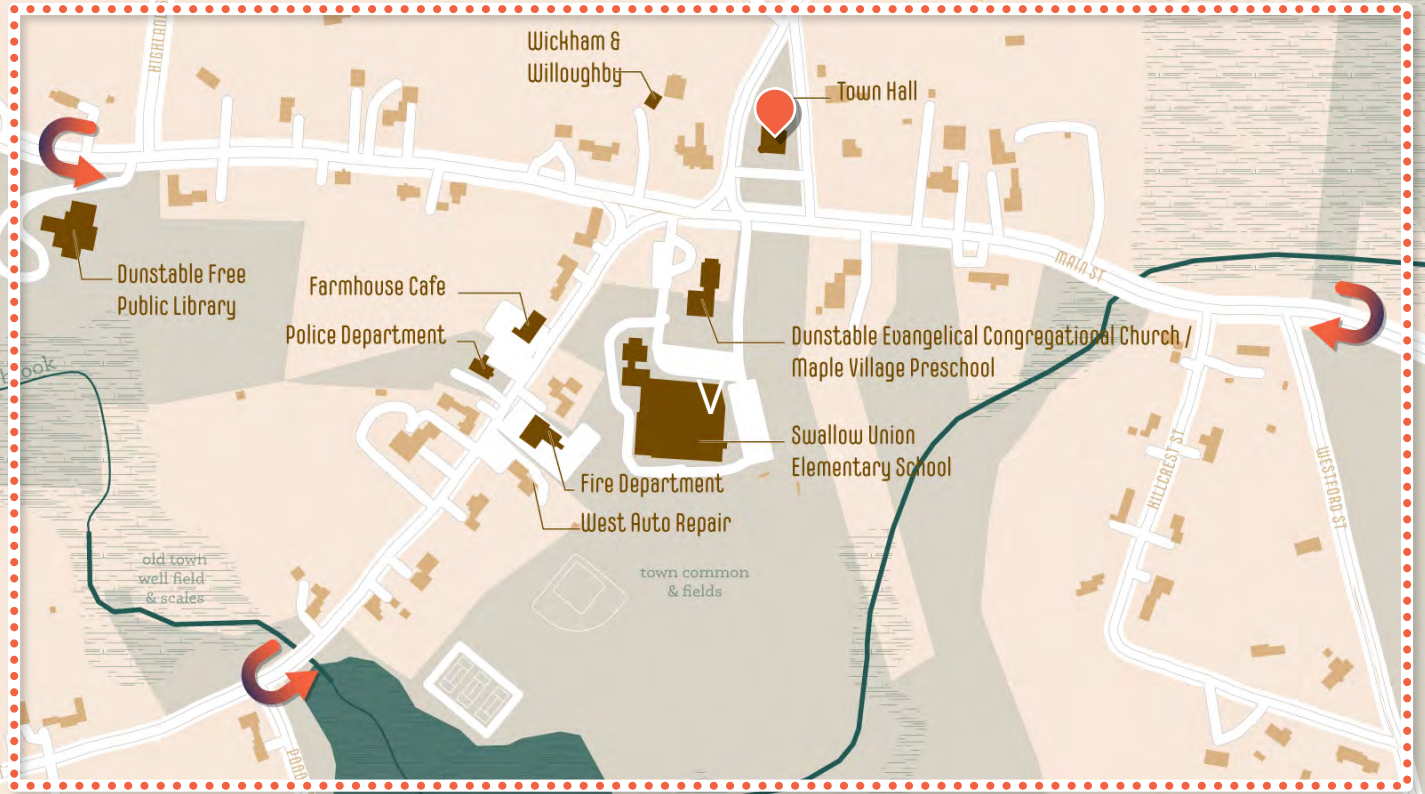 HIGHLAN
Wickham &
Willoughby
Town Hall
Dunstable Free
Public Library
Farmhouse Cafe
Police Department
MAIN ST
Dunstable Evangelical Congregational Church /
Maple Village Preschool
Swallow Union
Elementary School
Fire Department
West Auto Repair
HILLCREST ST
WESTFORD ST
old town
well field
& scales
town common
& fields